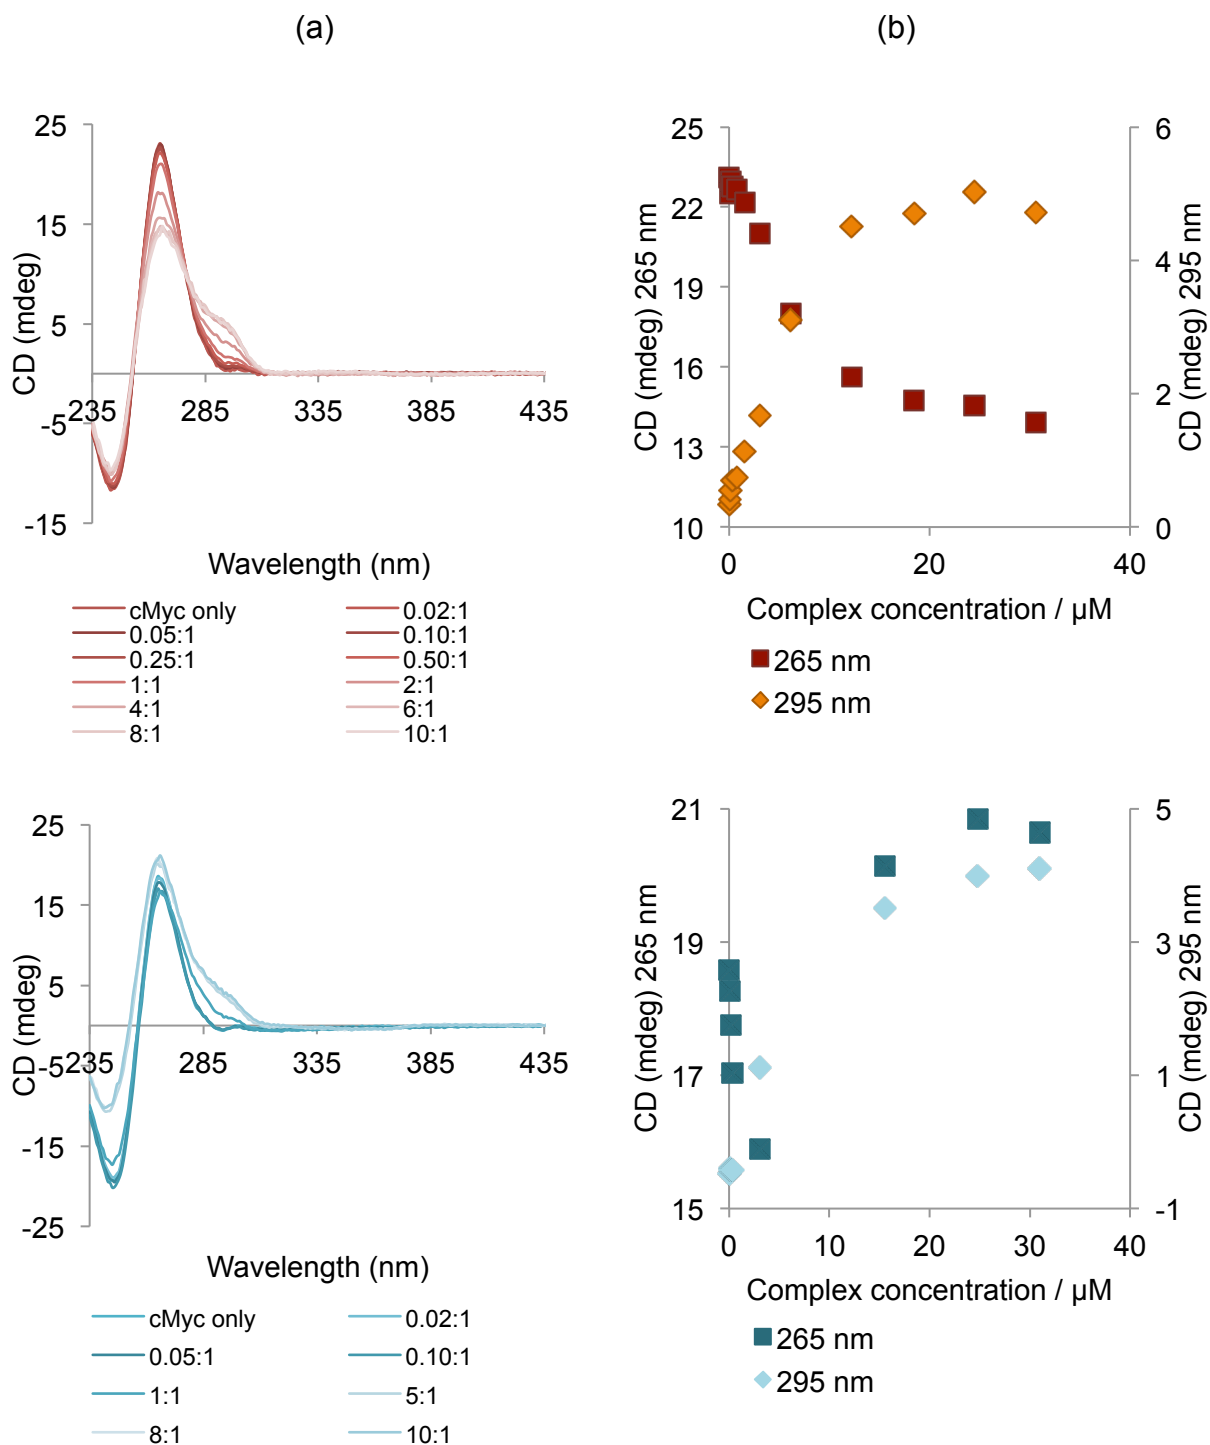 (a)
(b)
25
15
5
-5
-15
CD (mdeg)
235 285 335 385 435
Wavelength (nm)
cMyc only 0.02:1
0.05:1 0.10:1
0.25:1 0.50:1
1:1 2:1
4:1 6:1
8:1 10:1
25
22
19
16
13
10
CD (mdeg) 265 nm
6
4
2
0
CD (mdeg) 295 nm
0 20 40
Complex concentration / µM
265 nm
295 nm
25
15
5
-5
-15
-25
CD (mdeg)
235 285 335 385 435
Wavelength (nm)
cMyc only 0.02:1
0.05:1 0.10:1
1:1 5:1
8:1 10:1
21
19
17
15
CD (mdeg) 265 nm
5
3
1
-1
CD (mdeg) 295 nm
0 10 20 30 40
Complex concentration / µM
265 nm
295 nm